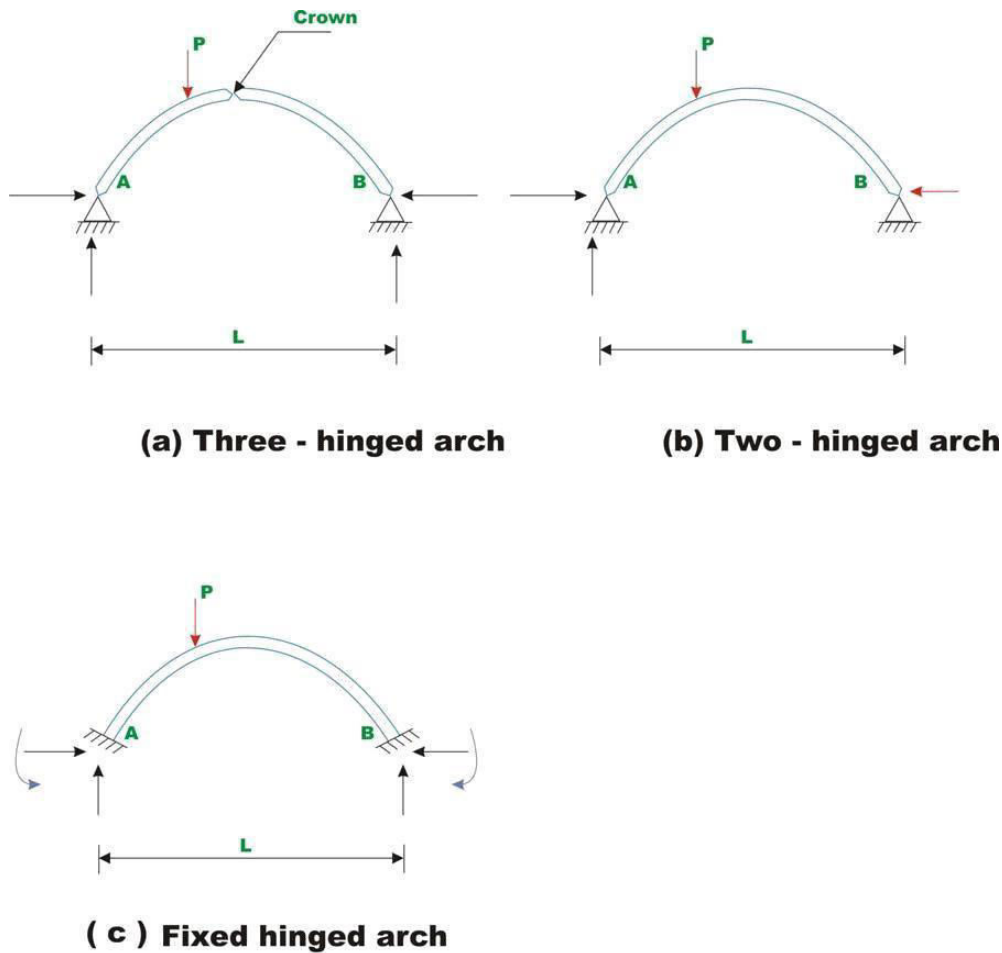 Crown
P
P
A
B
A
B
L
L
(a) Three - hinged arch
(b) Two - hinged arch
P
A
B
L
( c ) Fixed hinged arch